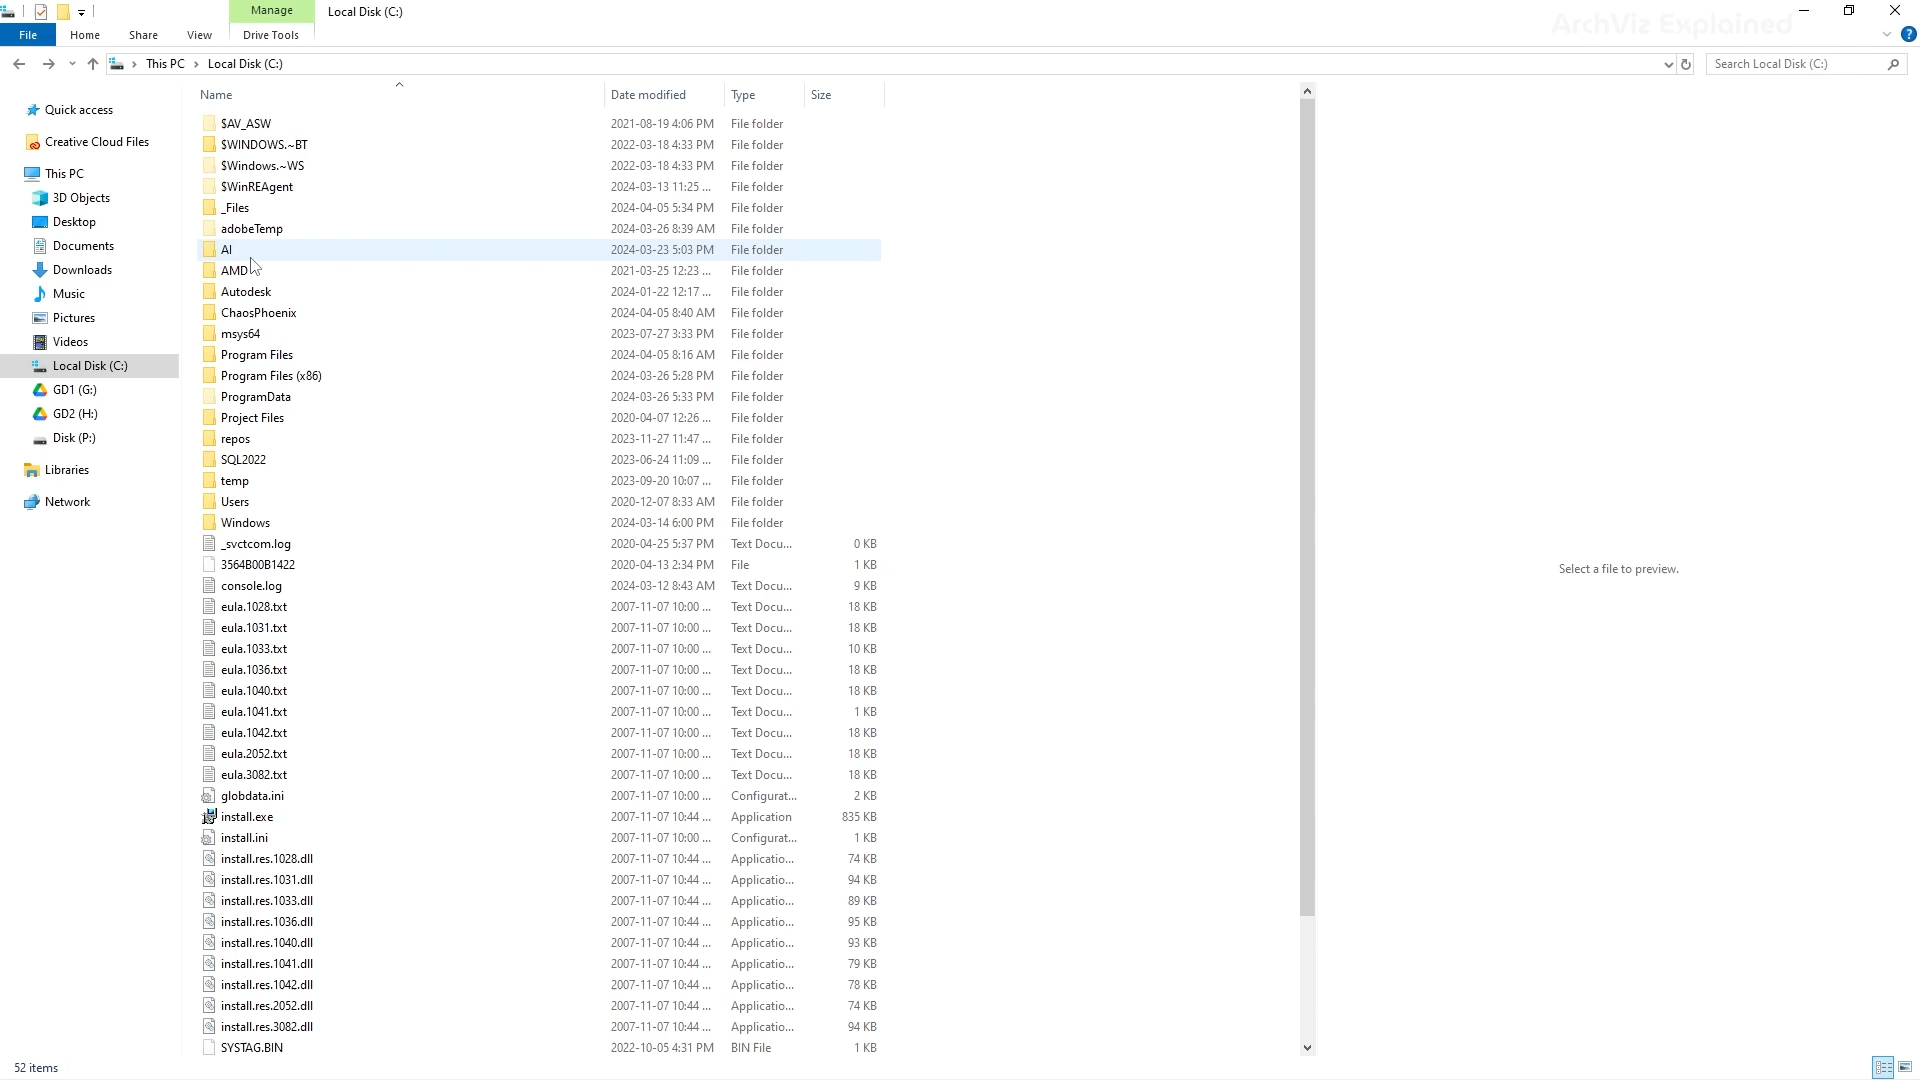 Manage
Local Disk (C:)
ArchViz Explained
File
Home
Share
View
Drive Tools
This PC
Local Disk (C:)
Search Local Disk (C:)
Name
Date modified
Type
Size
Quick access
Creative Cloud Files
This PC
3D Objects
Desktop
Documents
Downloads
Music
Pictures
Videos
Local Disk (C:)
GD1 (G:)
GD2 (H:)
Disk (P:)
Libraries
Network
$AV_ASW 2021-08-19 4:06 PM File folder
$WINDOWS.~BT 2022-03-18 4:33 PM File folder
$Windows.~WS 2022-03-18 4:33 PM File folder
$WinREAgent 2024-03-13 11:25 ... File folder
_Files 2024-04-05 5:34 PM File folder
adobeTemp 2024-03-26 8:39 AM File folder
AI 2024-03-23 5:03 PM File folder
AMD 2021-03-25 12:23 ... File folder
Autodesk 2024-01-22 12:17 ... File folder
ChaosPhoenix 2024-04-05 8:40 AM File folder
msys64 2023-07-27 3:33 PM File folder
Program Files 2024-04-05 8:16 AM File folder
Program Files (x86) 2024-03-26 5:28 PM File folder
ProgramData 2024-03-26 5:33 PM File folder
Project Files 2020-04-07 12:26 ... File folder
repos 2023-11-27 11:47 ... File folder
SQL2022 2023-06-24 11:09 ... File folder
temp 2023-09-20 10:07 ... File folder
Users 2020-12-07 8:33 AM File folder
Windows 2024-03-14 6:00 PM File folder
_svctcom.log 2020-04-25 5:37 PM Text Docu... 0 KB
3564B00B1422 2020-04-13 2:34 PM File 1 KB
console.log 2024-03-12 8:43 AM Text Docu... 9 KB
eula.1028.txt 2007-11-07 10:00 ... Text Docu... 18 KB
eula.1031.txt 2007-11-07 10:00 ... Text Docu... 18 KB
eula.1033.txt 2007-11-07 10:00 ... Text Docu... 10 KB
eula.1036.txt 2007-11-07 10:00 ... Text Docu... 18 KB
eula.1040.txt 2007-11-07 10:00 ... Text Docu... 18 KB
eula.1041.txt 2007-11-07 10:00 ... Text Docu... 1 KB
eula.1042.txt 2007-11-07 10:00 ... Text Docu... 18 KB
eula.2052.txt 2007-11-07 10:00 ... Text Docu... 18 KB
eula.3082.txt 2007-11-07 10:00 ... Text Docu... 18 KB
globdata.ini 2007-11-07 10:00 ... Configurat... 2 KB
install.exe 2007-11-07 10:44 ... Application 835 KB
install.ini 2007-11-07 10:00 ... Configurat... 1 KB
install.res.1028.dll 2007-11-07 10:44 ... Applicatio... 74 KB
install.res.1031.dll 2007-11-07 10:44 ... Applicatio... 94 KB
install.res.1033.dll 2007-11-07 10:44 ... Applicatio... 89 KB
install.res.1036.dll 2007-11-07 10:44 ... Applicatio... 95 KB
install.res.1040.dll 2007-11-07 10:44 ... Applicatio... 93 KB
install.res.1041.dll 2007-11-07 10:44 ... Applicatio... 79 KB
install.res.1042.dll 2007-11-07 10:44 ... Applicatio... 78 KB
install.res.2052.dll 2007-11-07 10:44 ... Applicatio... 74 KB
install.res.3082.dll 2007-11-07 10:44 ... Applicatio... 94 KB
SYSTAG.BIN 2022-10-05 4:31 PM BIN File 1 KB
Select a file to preview.
52 items